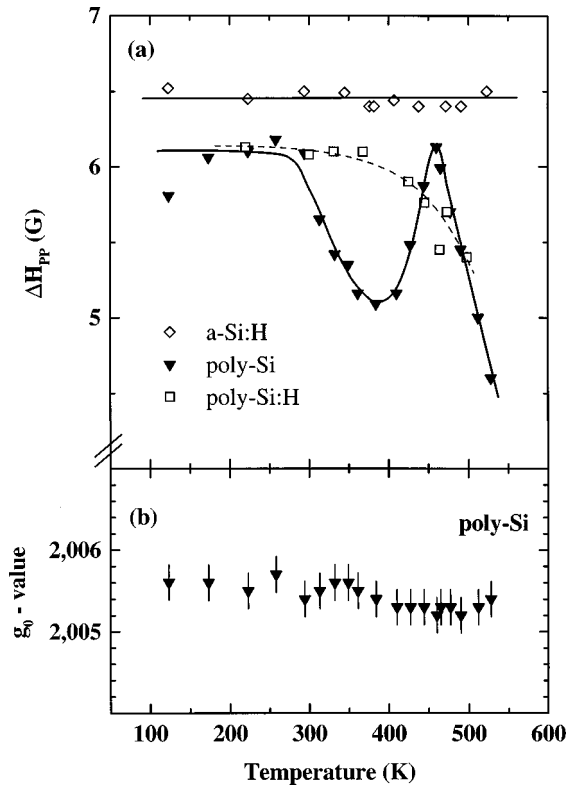 (a)
7
6
5
ΔH_PP (G)
a-Si:H
poly-Si
poly-Si:H
(b)
poly-Si
2,006
2,005
g_0 - value
100 200 300 400 500 600
Temperature (K)